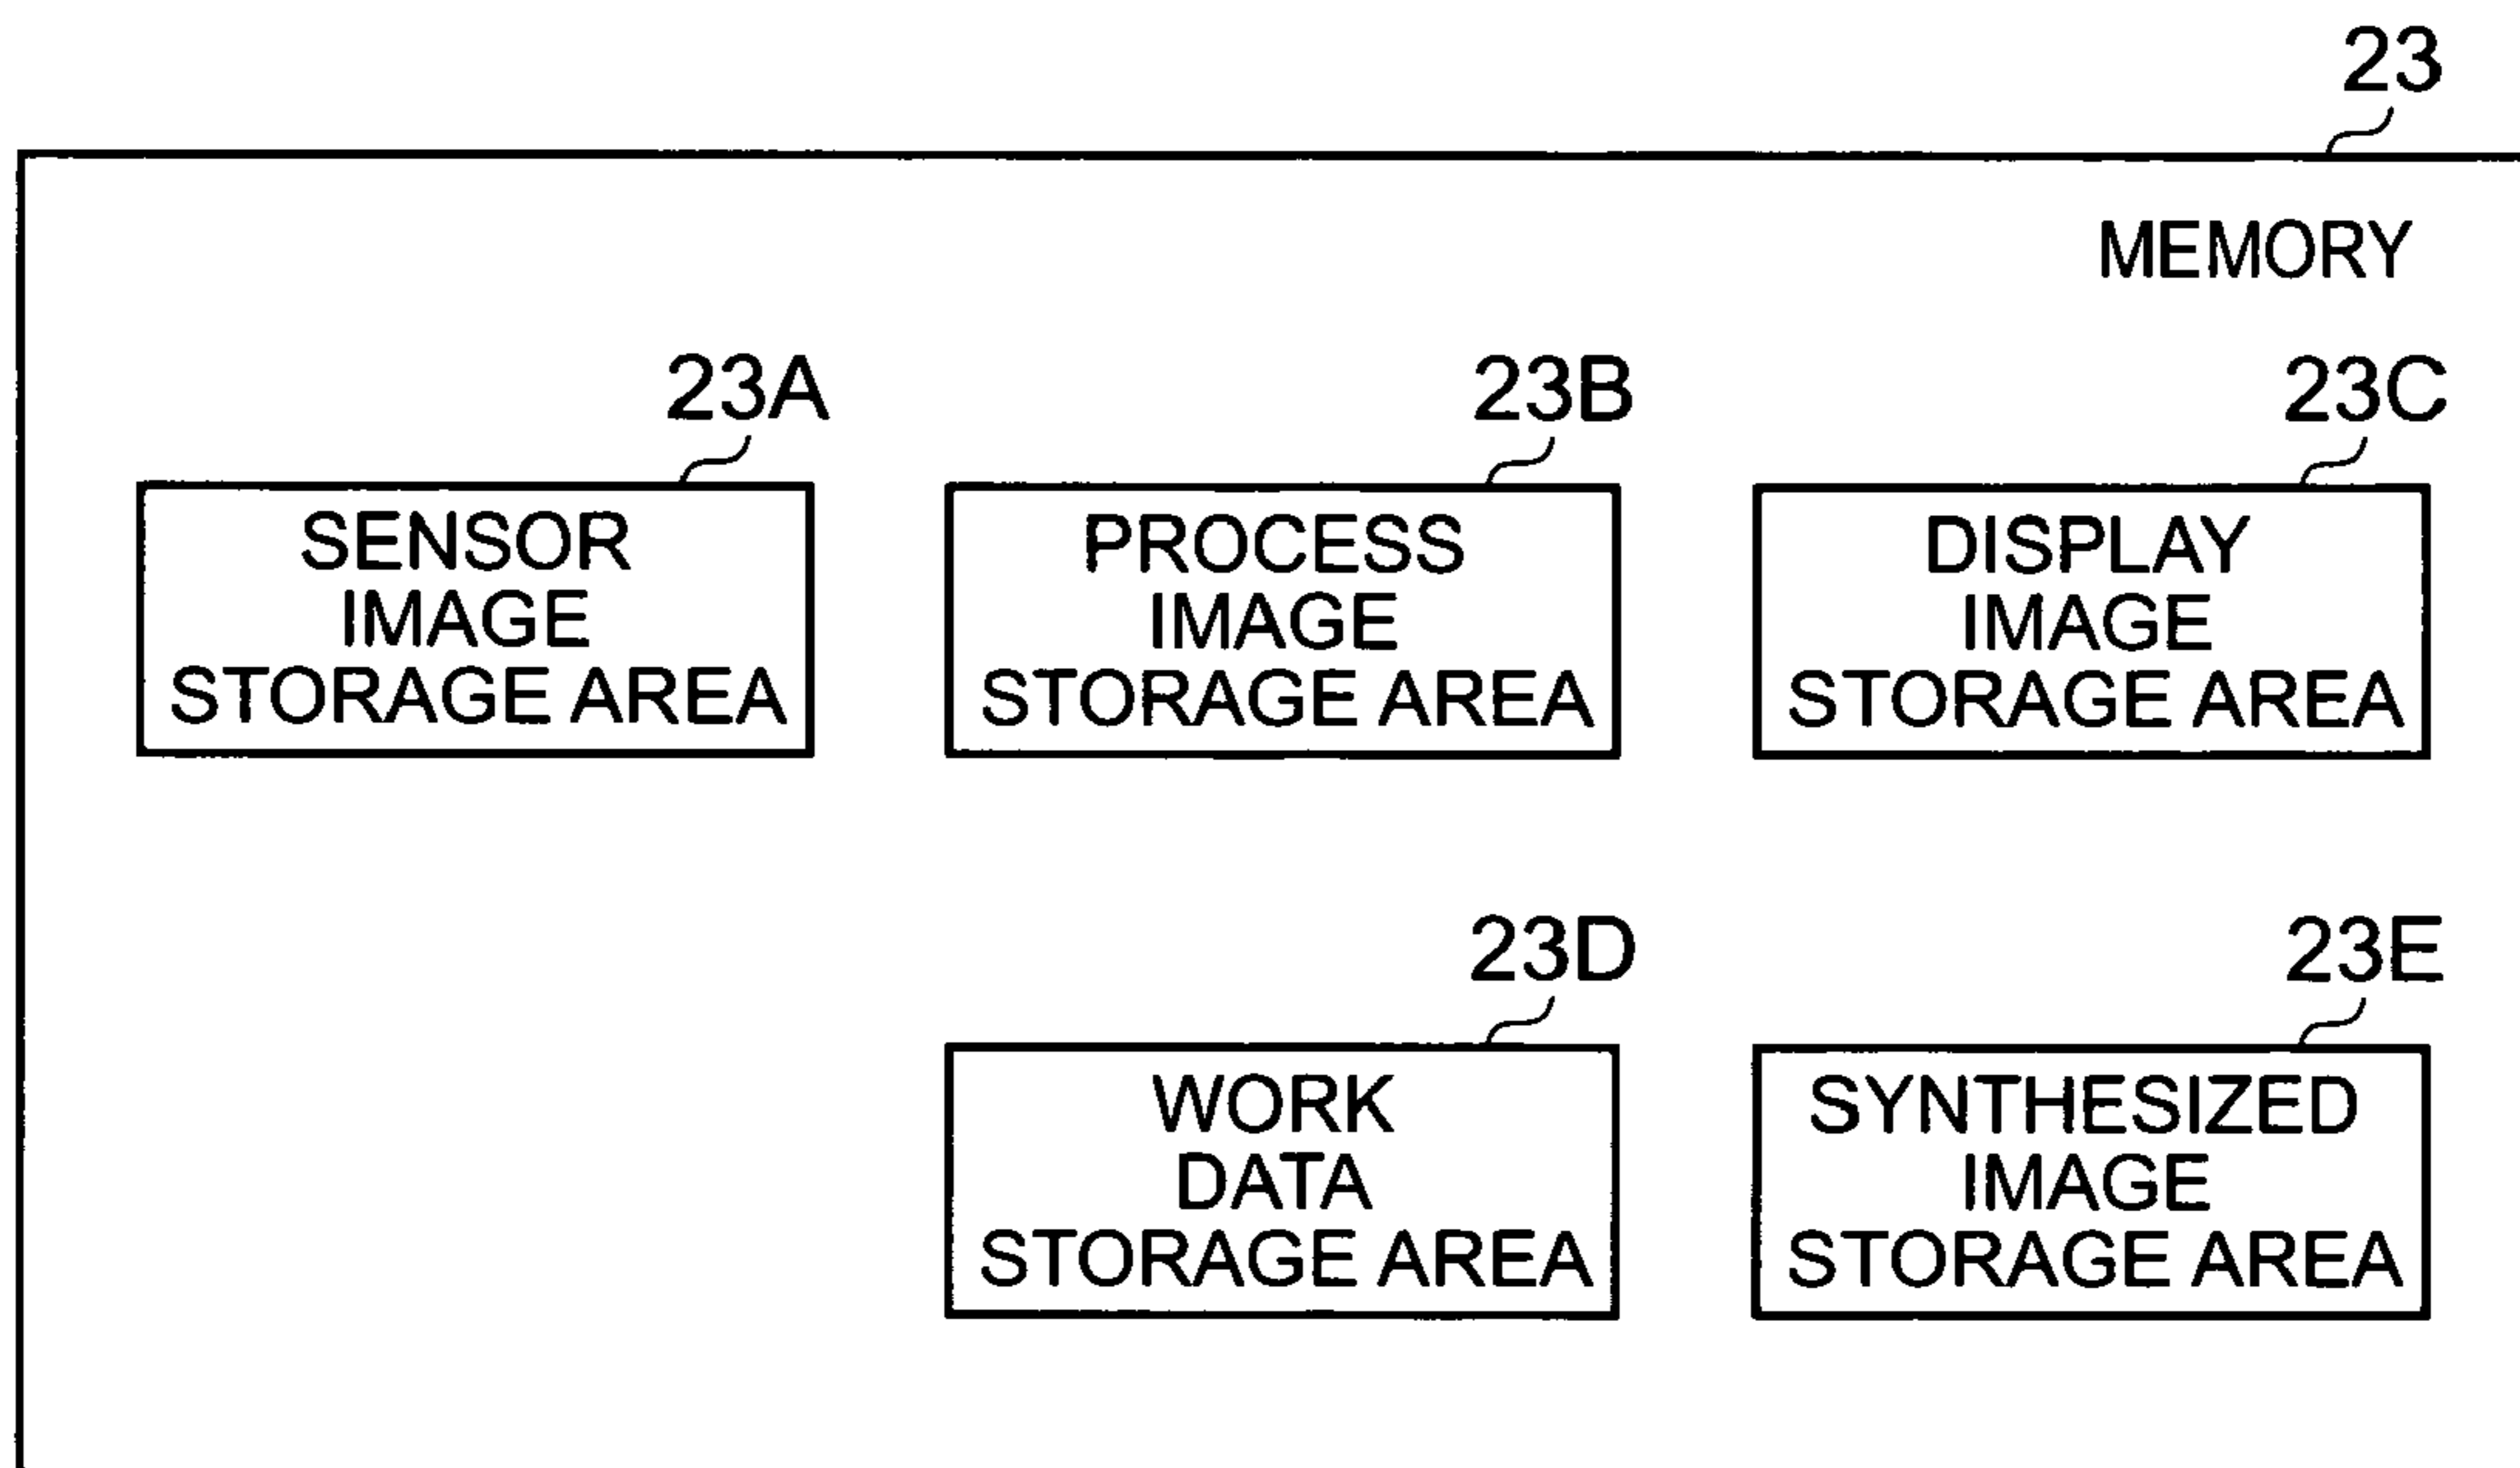 23
MEMORY
23A
SENSOR
IMAGE
STORAGE AREA
23B
PROCESS
IMAGE
STORAGE AREA
23C
DISPLAY
IMAGE
STORAGE AREA
23D
WORK
DATA
STORAGE AREA
23E
SYNTHESIZED
IMAGE
STORAGE AREA